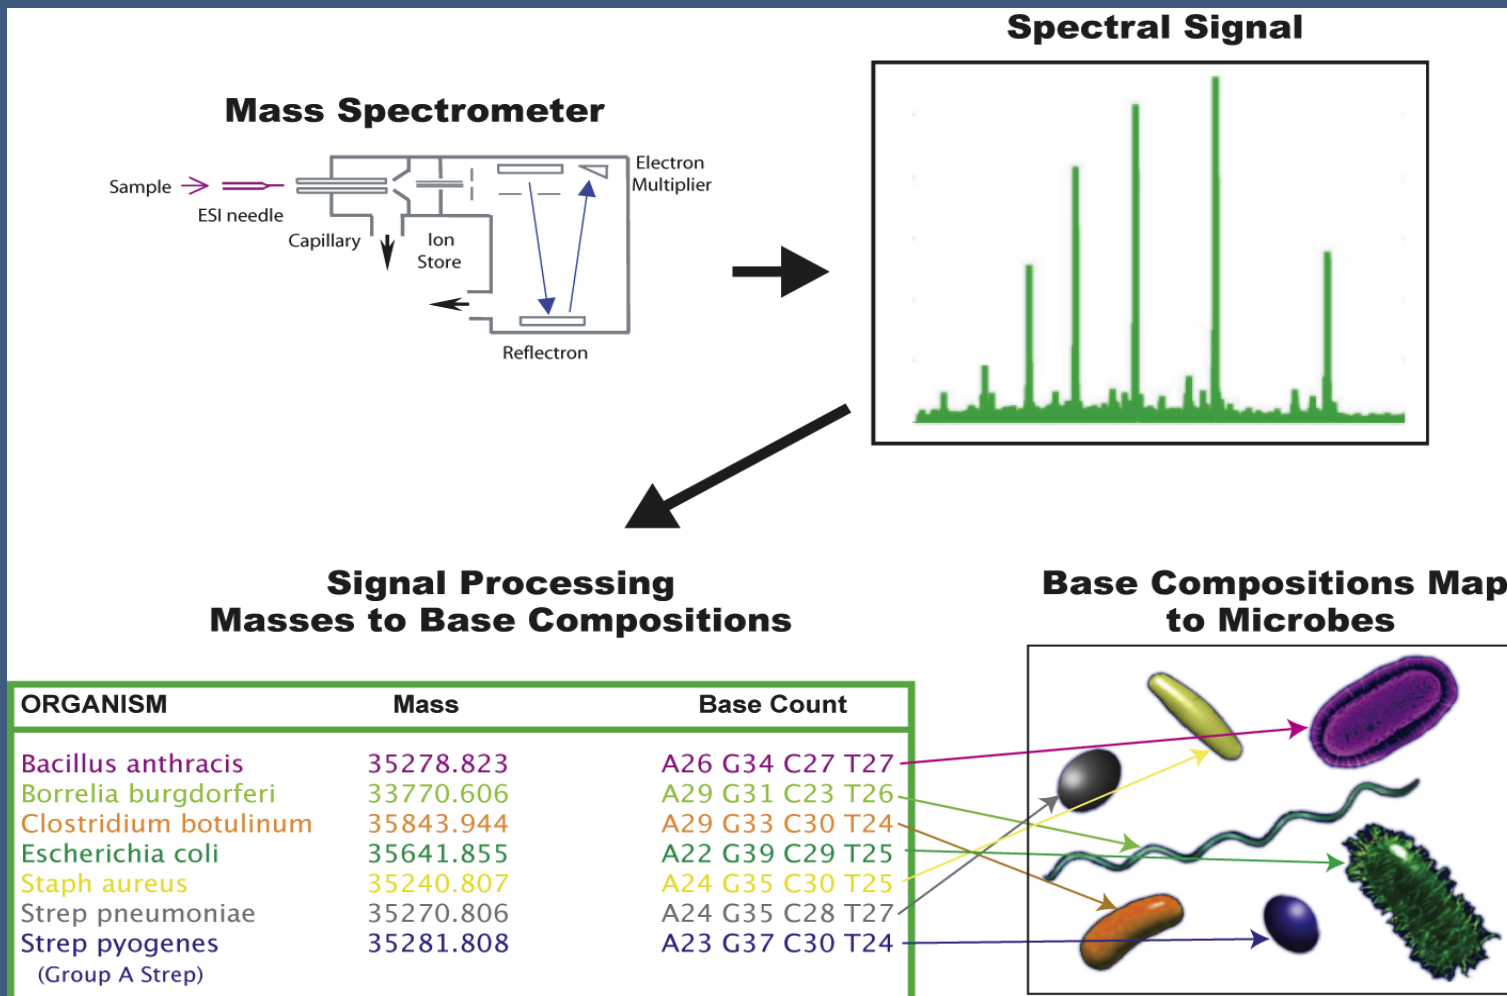 Spectral Signal
Mass Spectrometer
Sample
ESI needle
Capillary
Ion
Store
Electron
Multiplier
Reflectron
Signal Processing
Masses to Base Compositions
Base Compositions Map
to Microbes
ORGANISM Mass Base Count
Bacillus anthracis 35278.823 A26 G34 C27 T27
Borrelia burgdorferi 33770.606 A29 G31 C23 T26
Clostridium botulinum 35843.944 A29 G33 C30 T24
Escherichia coli 35641.855 A22 G39 C29 T25
Staph aureus 35240.807 A24 G35 C30 T25
Strep pneumoniae 35270.806 A24 G35 C28 T27
Strep pyogenes 35281.808 A23 G37 C30 T24
(Group A Strep)